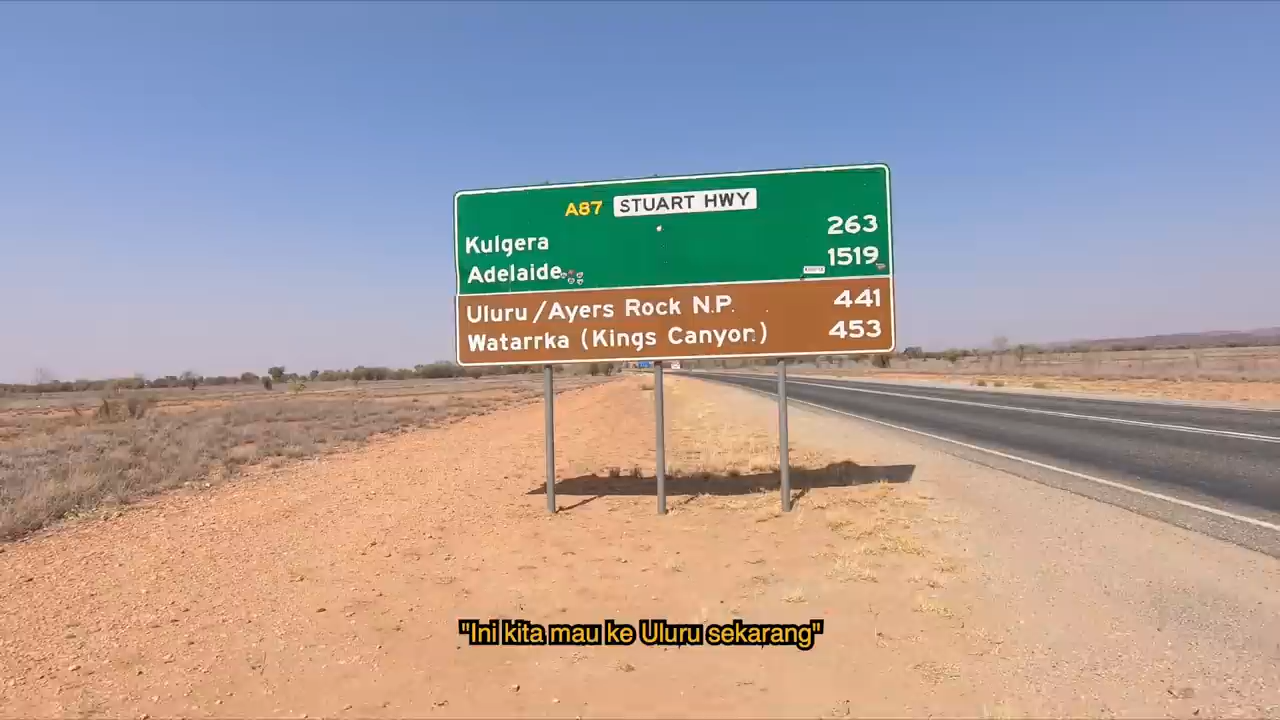 A87 STUART HWY
Kulgera 263
Adelaide 1519
Uluru / Ayers Rock N.P. 441
Watarrka (Kings Canyon) 453
"Ini kita mau ke Uluru sekarang"